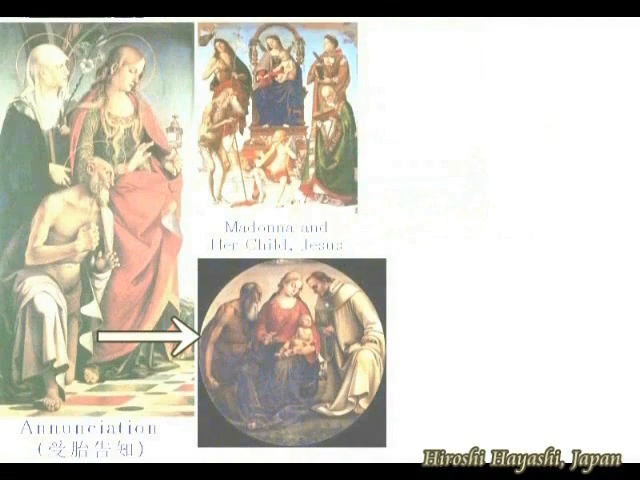 Madonna and
Her Child, Jesus
Annunciation
(受胎告知)
Hiroshi Hayashi, Japan